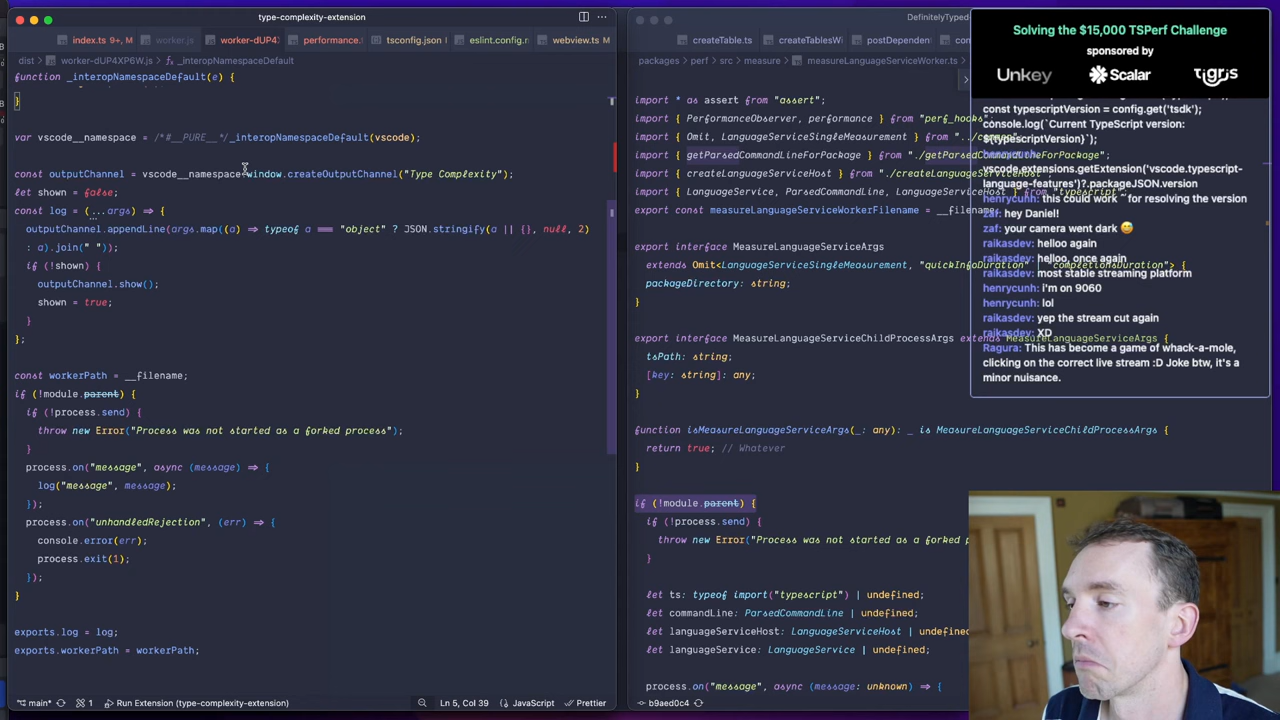 type-complexity-extension
index.ts 9+, M
worker.js
worker-dUP4
performance.
tsconfig.json
eslint.config.r
webview.ts M
dist > worker-dUP4XP6W.js > _interopNamespaceDefault
function _interopNamespaceDefault(e) {
}
var vscode__namespace = /*#__PURE__*/_interopNamespaceDefault(vscode);
const outputChannel = vscode__namespace.window.createOutputChannel("Type Complexity");
let shown = false;
const log = (...args) => {
outputChannel.appendLine(args.map((a) => typeof a === "object" ? JSON.stringify(a || {}, null, 2)
: a).join(" "));
if (!shown) {
outputChannel.show();
shown = true;
}
};
const workerPath = __filename;
if (!module.parent) {
if (!process.send) {
throw new Error("Process was not started as a forked process");
}
process.on("message", async (message) => {
log("message", message);
});
process.on("unhandledRejection", (err) => {
console.error(err);
process.exit(1);
});
}
exports.log = log;
exports.workerPath = workerPath;
main*
1
Run Extension (type-complexity-extension)
Ln 5, Col 39
JavaScript
Prettier
DefinitelyTyped
createTable.ts
createTablesWi
postDependen
con
packages > perf > src > measure > measureLanguageServiceWorker.ts
import * as assert from "assert";
import { PerformanceObserver, performance } from "perf_hooks
import { Omit, LanguageServiceSingleMeasurement } from "../common";
import { getParsedCommandLineForPackage } from "./getParsedCommandLineForPackage";
import { createLanguageServiceHost } from "./createLanguageServiceHost";
import { LanguageServiceHost, LanguageService, ParsedCommandLine } from "typescript";
export const measureLanguageServiceWorkerFilename = __filename;
export interface MeasureLanguageServiceArgs
extends Omit<LanguageServiceSingleMeasurement, "quickInfoDuration" | "completionsDuration"> {
packageDirectory: string;
}
export interface MeasureLanguageServiceChildProcessArgs extends MeasureLanguageServiceArgs {
tsPath: string;
[key: string]: any;
}
function isMeasureLanguageServiceArgs(_: any): _ is MeasureLanguageServiceChildProcessArgs {
return true; // Whatever
}
if (!module.parent) {
if (!process.send) {
throw new Error("Process was not started as a forked p
}
let ts: typeof import("typescript") | undefined;
let commandLine: ParsedCommandLine | undefined;
let languageServiceHost: LanguageServiceHost | undefined
let languageService: LanguageService | undefined;
process.on("message", async (message: unknown) => {
b9aed0c4
Solving the $15,000 TSPerf Challenge
sponsored by
Unkey
Scalar
tigris
const typescriptVersion = config.get('tsdk');
console.log(`Current TypeScript version:
${typescriptVersion}`);
henrycunh:
vscode.extensions.getExtension('vscode.typescript-
language-features')?.packageJSON.version
henrycunh: this could work ^ for resolving the version
zaf: hey Daniel!
zaf: your camera went dark 😅
raikasdev: helloo again
raikasdev: helloo, once again
raikasdev: most stable streaming platform
henrycunh: i'm on 9060
henrycunh: lol
raikasdev: yep the stream cut again
raikasdev: XD
Ragura: This has become a game of whack-a-mole,
clicking on the correct live stream :D Joke btw, it's a
minor nuisance.